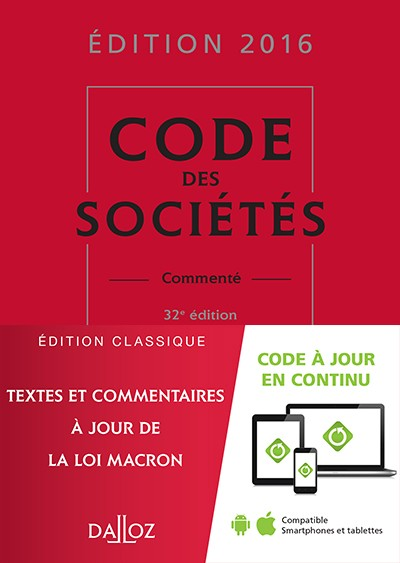 ÉDITION 2016
CODE
DES
SOCIÉTÉS
Commenté
32e édition
ÉDITION CLASSIQUE
TEXTES ET COMMENTAIRES
À JOUR DE
LA LOI MACRON
DALLOZ
CODE À JOUR
EN CONTINU
Compatible
Smartphones et tablettes